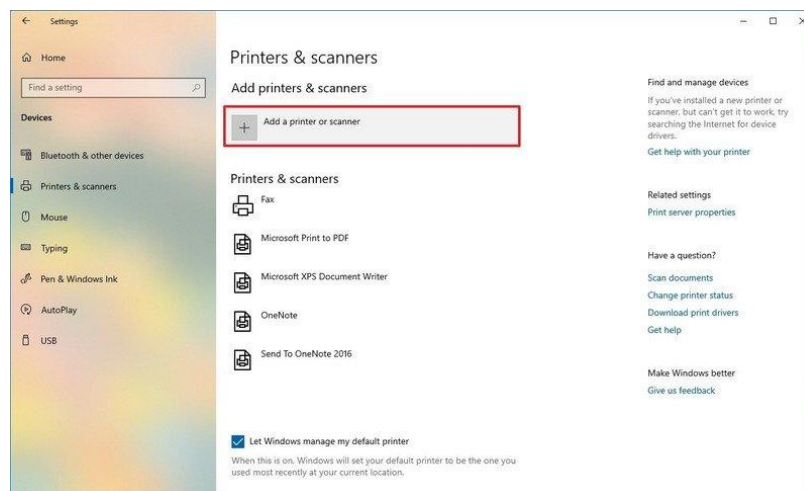 Settings
Home
Find a setting
Devices
Bluetooth & other devices
Printers & scanners
Mouse
Typing
Pen & Windows Ink
AutoPlay
USB
Printers & scanners
Add printers & scanners
Add a printer or scanner
Printers & scanners
Fax
Microsoft Print to PDF
Microsoft XPS Document Writer
OneNote
Send To OneNote 2016
Let Windows manage my default printer
When this is on, Windows will set your default printer to be the one you
used most recently at your current location.
Find and manage devices
If you've installed a new printer or
scanner, but can't get it to work, try
searching the Internet for device
drivers.
Get help with your printer
Related settings
Print server properties
Have a question?
Scan documents
Change printer status
Download print drivers
Get help
Make Windows better
Give us feedback